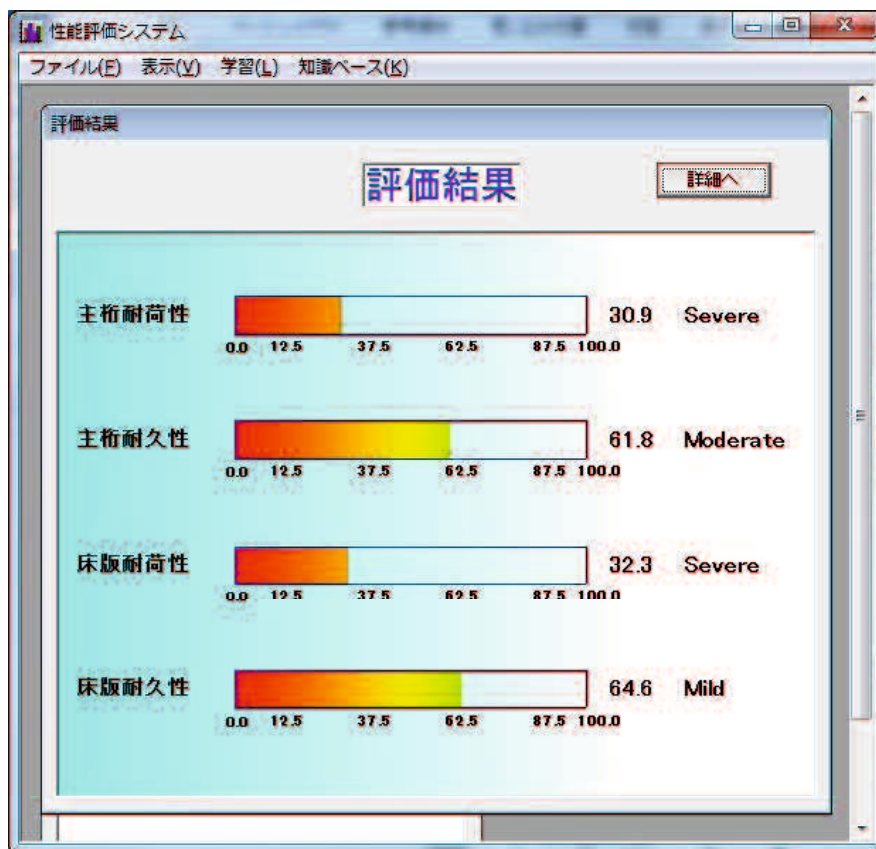 性能評価システム
ファイル(F) 表示(V) 学習(L) 知識ベース(K)
評価結果
評価結果
詳細へ
主桁耐荷性 30.9 Severe
0.0 12.5 37.5 62.5 87.5 100.0
主桁耐久性 61.8 Moderate
0.0 12.5 37.5 62.5 87.5 100.0
床版耐荷性 32.3 Severe
0.0 12.5 37.5 62.5 87.5 100.0
床版耐久性 64.6 Mild
0.0 12.5 37.5 62.5 87.5 100.0